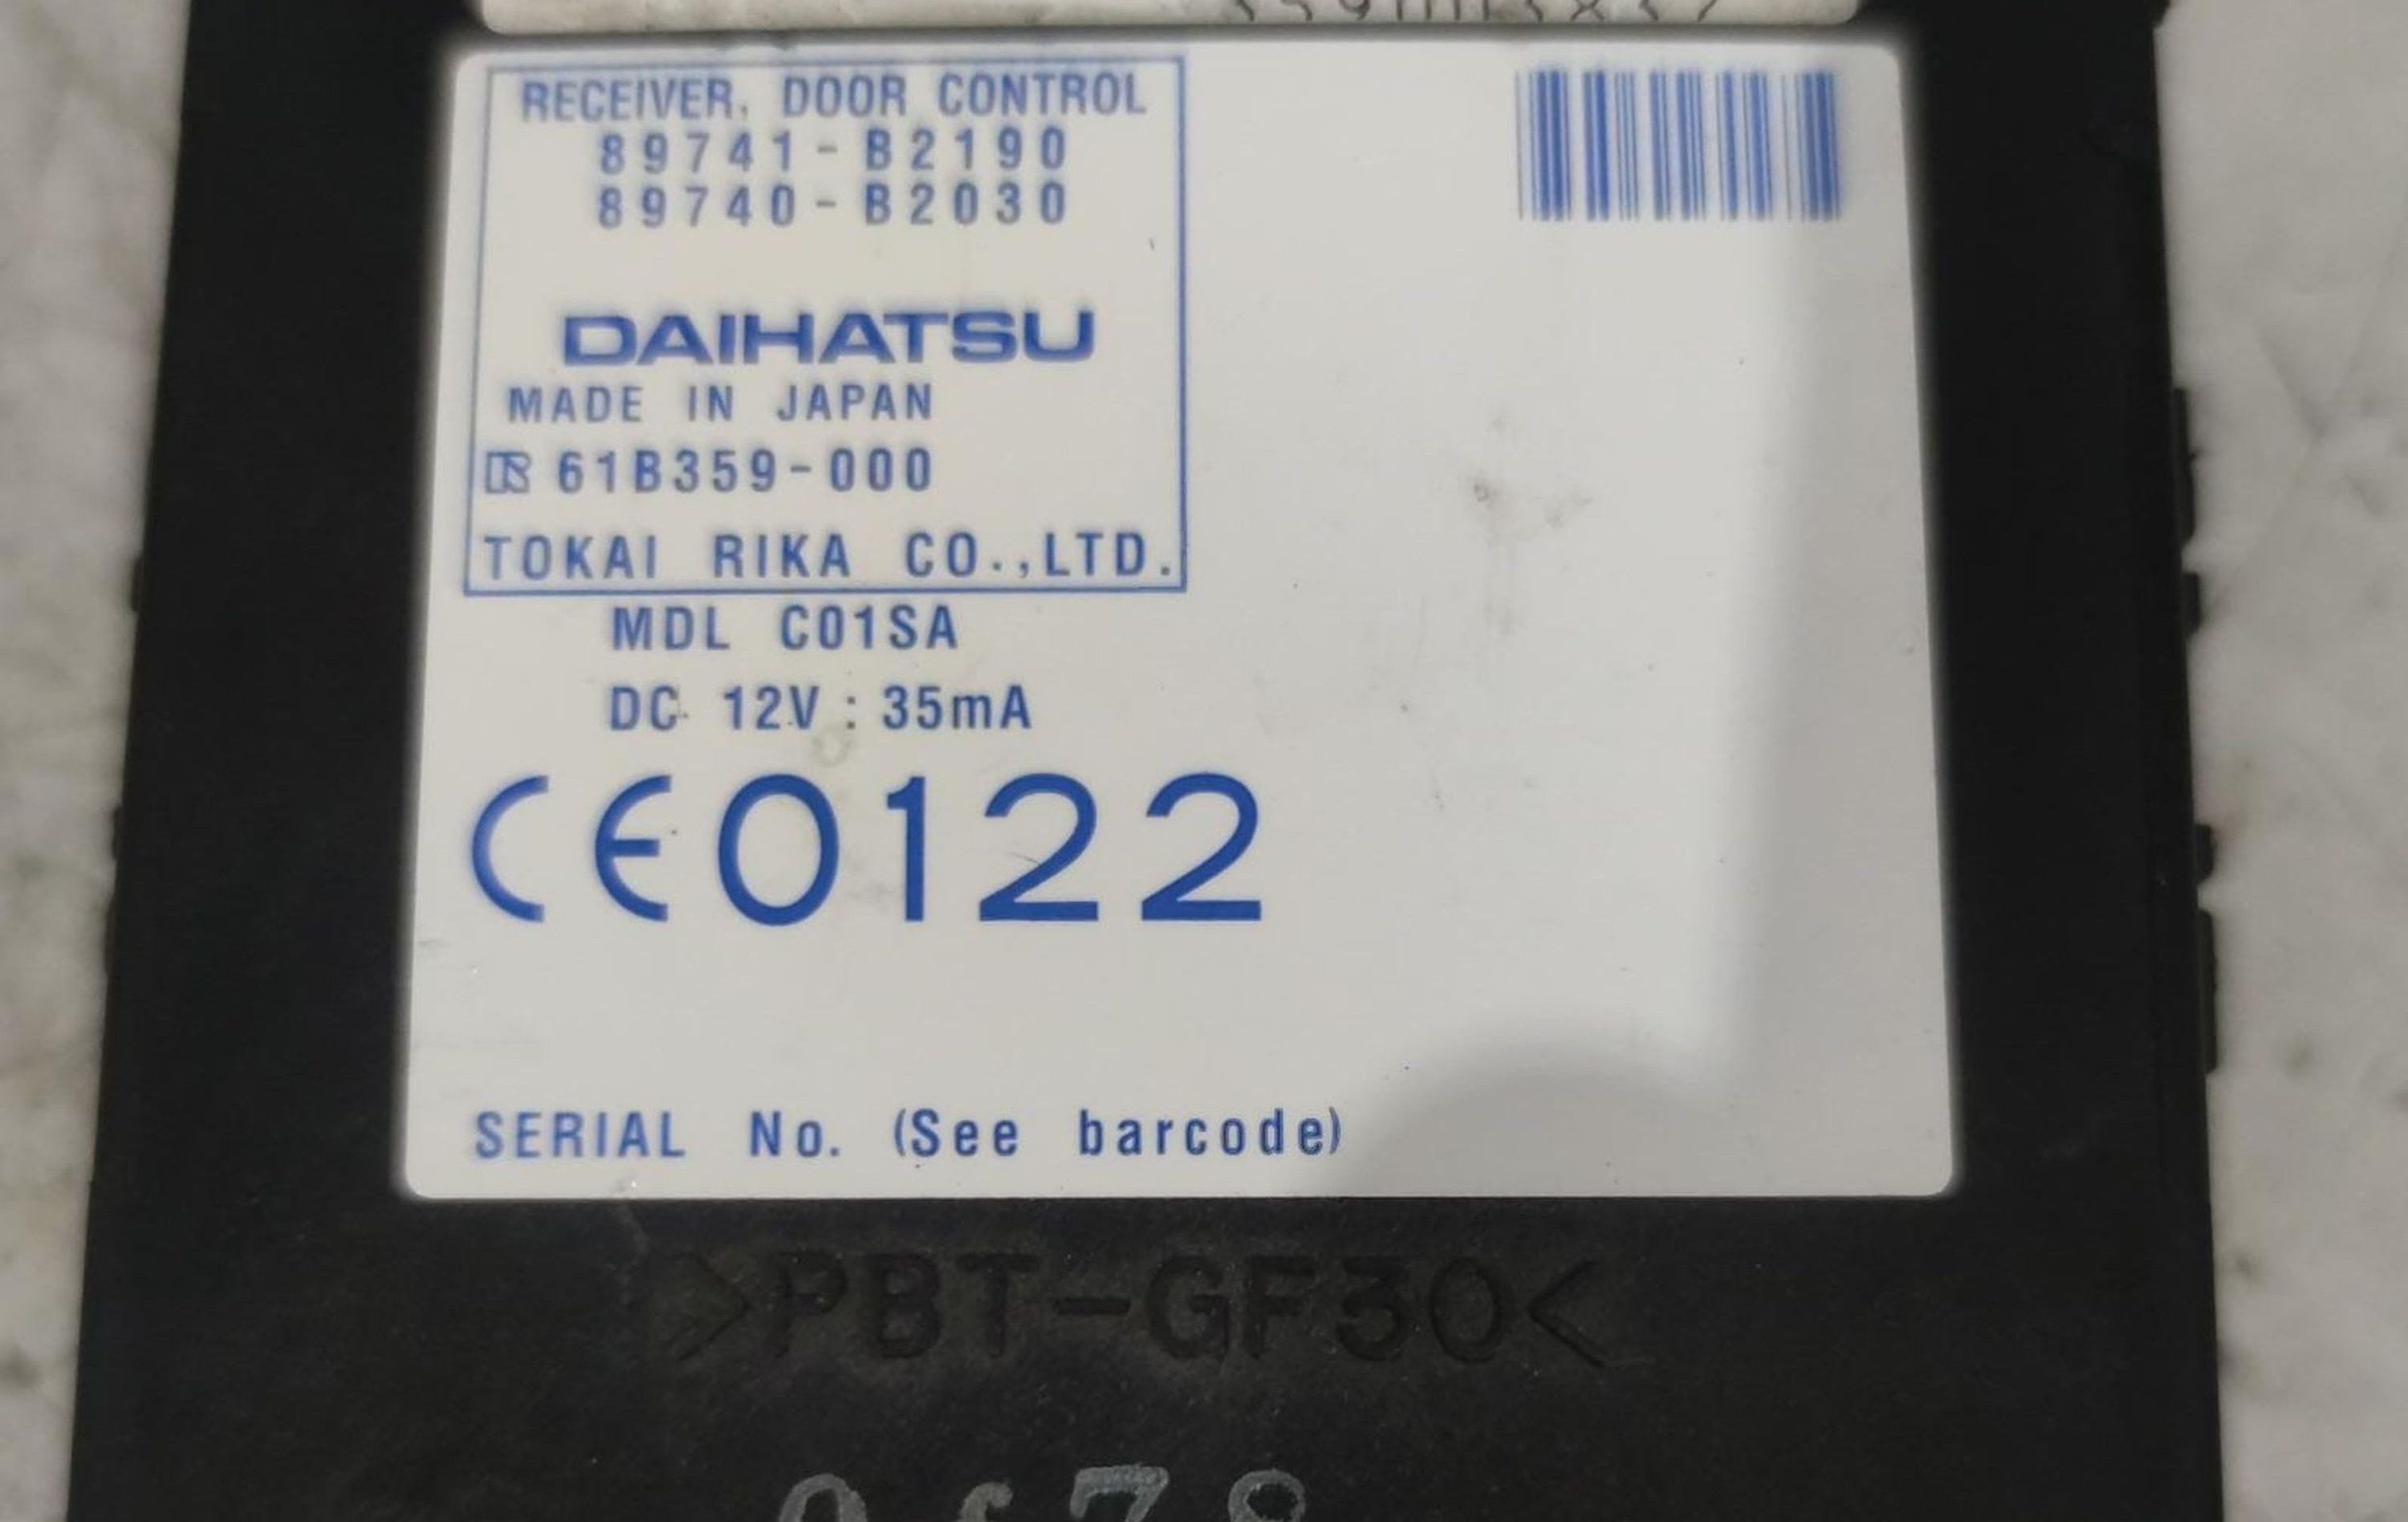 RECEIVER, DOOR CONTROL
89741-B2190
89740-B2030
DAIHATSU
MADE IN JAPAN
61B359-000
TOKAI RIKA CO.,LTD.
MDL C01SA
DC 12V : 35mA
CE0122
SERIAL No. (See barcode)
>PBT-GF30<